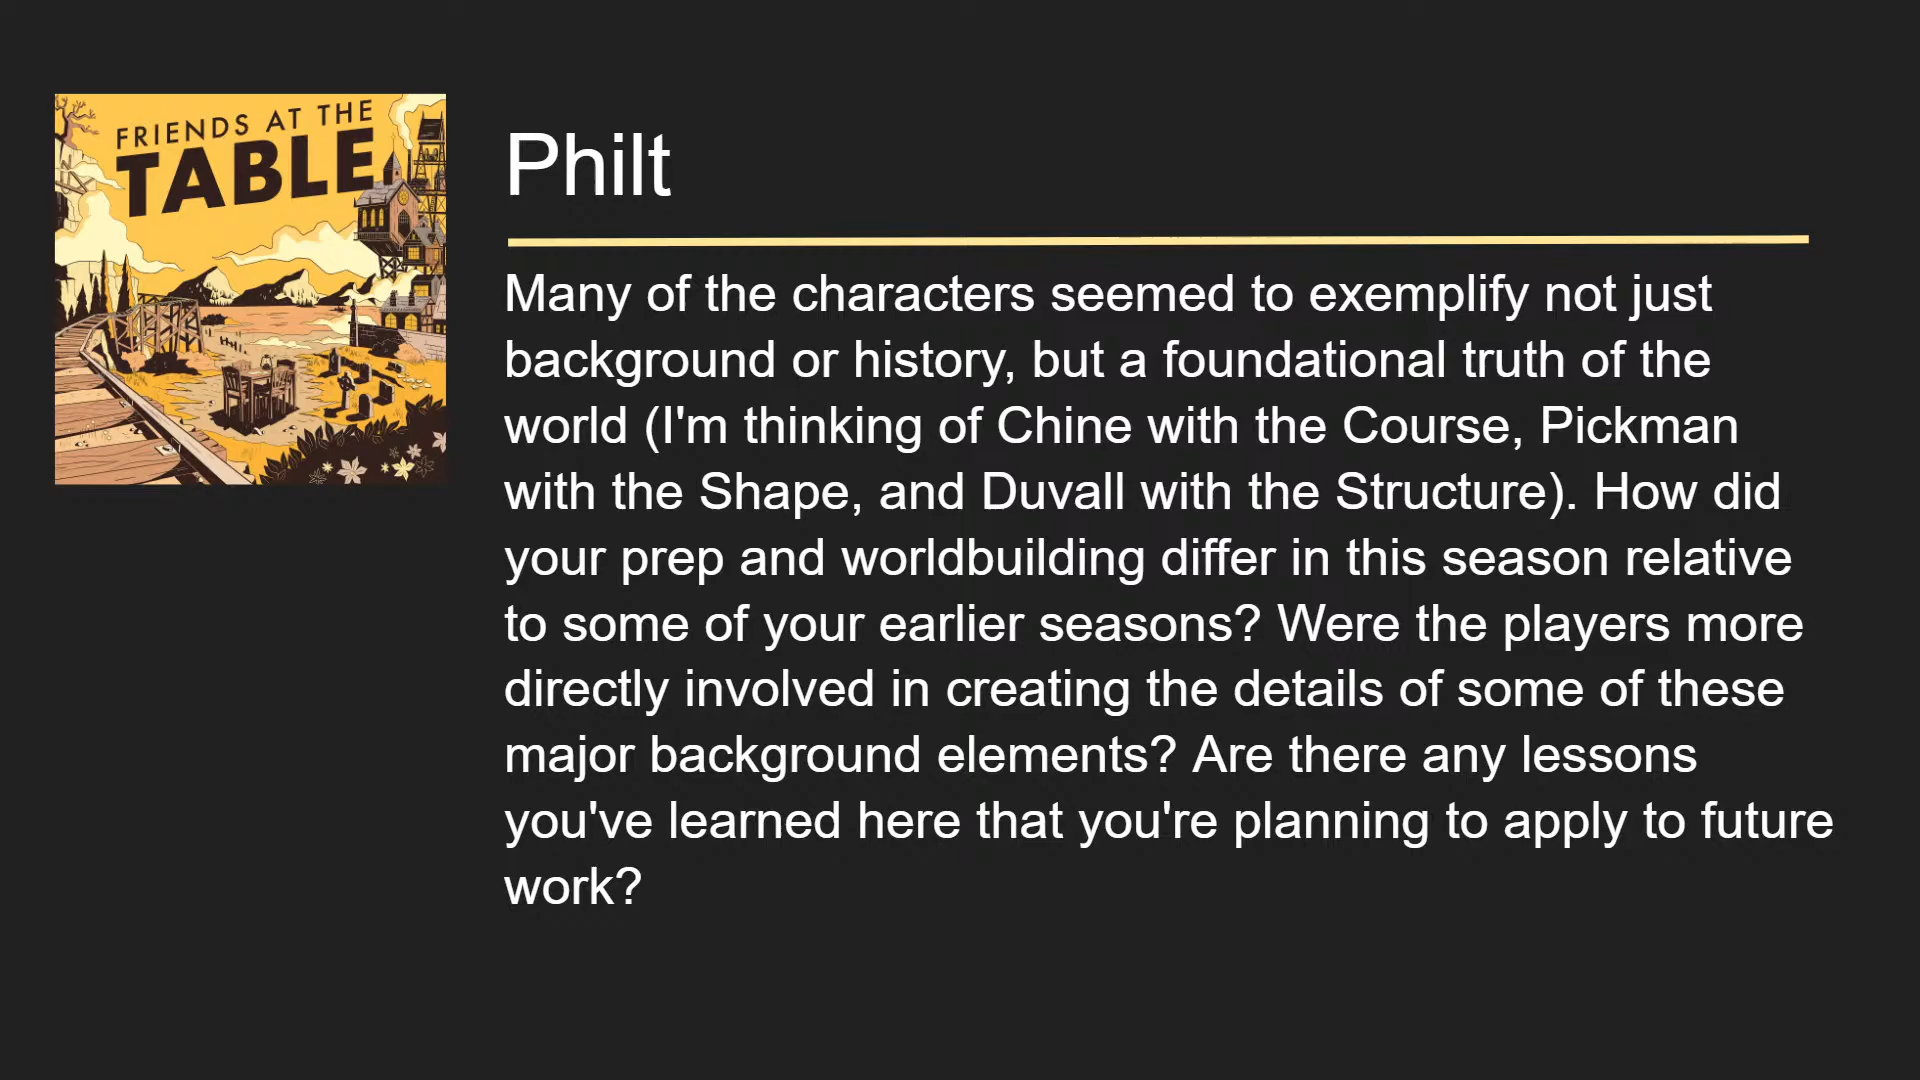 FRIENDS AT THE
TABLE
Philt
Many of the characters seemed to exemplify not just
background or history, but a foundational truth of the
world (I'm thinking of Chine with the Course, Pickman
with the Shape, and Duvall with the Structure). How did
your prep and worldbuilding differ in this season relative
to some of your earlier seasons? Were the players more
directly involved in creating the details of some of these
major background elements? Are there any lessons
you've learned here that you're planning to apply to future
work?